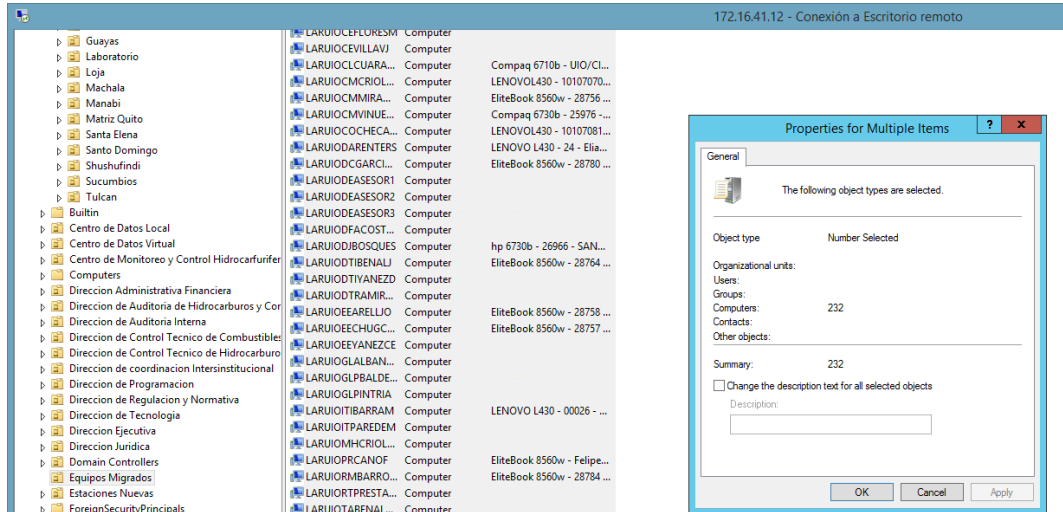 172.16.41.12 - Conexión a Escritorio remoto
Guayas
Laboratorio
Loja
Machala
Manabi
Matriz Quito
Santa Elena
Santo Domingo
Shushufindi
Sucumbios
Tulcan
Builtin
Centro de Datos Local
Centro de Datos Virtual
Centro de Monitoreo y Control Hidrocarfurifer
Computers
Direccion Administrativa Financiera
Direccion de Auditoria de Hidrocarburos y Cor
Direccion de Auditoria Interna
Direccion de Control Tecnico de Combustibles
Direccion de Control Tecnico de Hidrocarburo
Direccion de coordinacion Intersinstitucional
Direccion de Programacion
Direccion de Regulacion y Normativa
Direccion de Tecnologia
Direccion Ejecutiva
Direccion Juridica
Domain Controllers
Equipos Migrados
Estaciones Nuevas
ForeignSecurityPrincipals
LARUIOCEFLORESM Computer
LARUIOCEVILLAVJ Computer
LARUIOCLCUARA... Computer Compaq 6710b - UIO/CI...
LARUIOCMCRIOL... Computer LENOVOL430 - 10107070...
LARUIOCMMIRA... Computer EliteBook 8560w - 28756 ...
LARUIOCMVINUE... Computer Compaq 6730b - 25976 -...
LARUIOCOCHECA... Computer LENOVOL430 - 10107081...
LARUIODARENTERS Computer LENOVO L430 - 24 - Elia...
LARUIODCGARCI... Computer EliteBook 8560w - 28780 ...
LARUIODEASESOR1 Computer
LARUIODEASESOR2 Computer
LARUIODEASESOR3 Computer
LARUIODFACOST... Computer
LARUIODJBOSQUES Computer hp 6730b - 26966 - SAN...
LARUIODTIBENALJ Computer EliteBook 8560w - 28764 ...
LARUIODTIYANEZD Computer
LARUIODTRAMIR... Computer
LARUIOEEARELLJO Computer EliteBook 8560w - 28758 ...
LARUIOEECHUGC... Computer EliteBook 8560w - 28757 ...
LARUIOEEYANEZCE Computer
LARUIOGLALBAN... Computer
LARUIOGLPBALDE... Computer
LARUIOGLPINTRIA Computer
LARUIOITIBARRAM Computer LENOVO L430 - 00026 - ...
LARUIOITPAREDEM Computer
LARUIOMHCRIOL... Computer
LARUIOPRCANOF Computer EliteBook 8560w - Felipe...
LARUIORMBARRO... Computer EliteBook 8560w - 28784 ...
LARUIORTPRESTA... Computer
LARUIOTABENAL... Computer
Properties for Multiple Items ? x
General
The following object types are selected.
Object type Number Selected
Organizational units:
Users:
Groups:
Computers: 232
Contacts:
Other objects:
Summary: 232
Change the description text for all selected objects
Description:
OK Cancel Apply